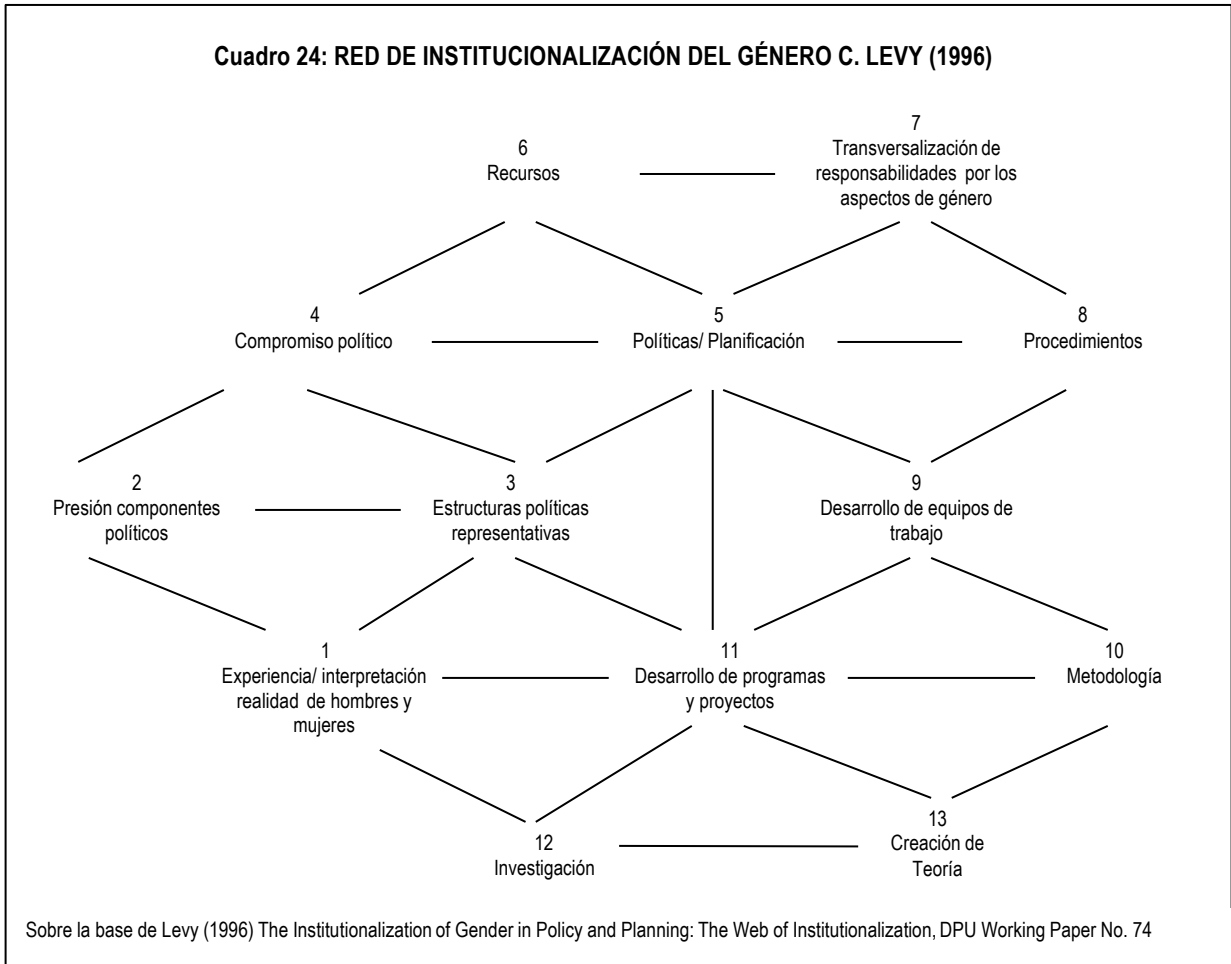 Cuadro 24: RED DE INSTITUCIONALIZACIÓN DEL GÉNERO C. LEVY (1996)
6
Recursos
7
Transversalización de
responsabilidades por los
aspectos de género
4
Compromiso político
5
Políticas/ Planificación
8
Procedimientos
2
Presión componentes
políticos
3
Estructuras políticas
representativas
9
Desarrollo de equipos de
trabajo
1
Experiencia/ interpretación
realidad de hombres y
mujeres
11
Desarrollo de programas
y proyectos
10
Metodología
12
Investigación
13
Creación de
Teoría
Sobre la base de Levy (1996) The Institutionalization of Gender in Policy and Planning: The Web of Institutionalization, DPU Working Paper No. 74